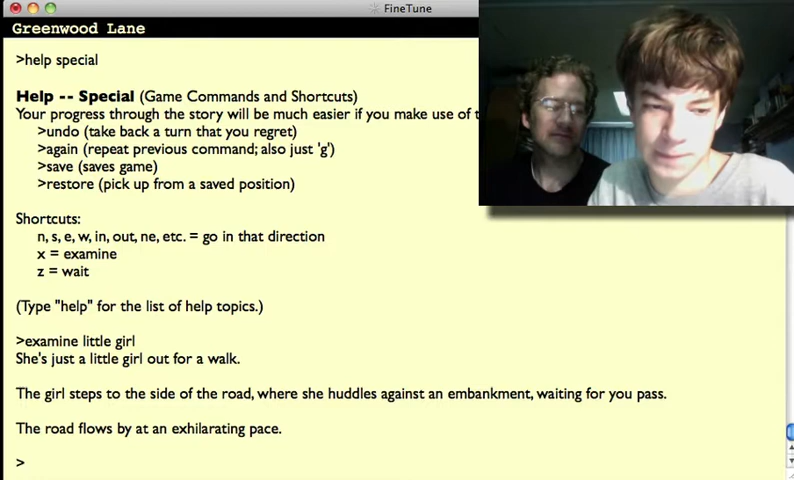 FineTune
Greenwood Lane
>help special
Help -- Special (Game Commands and Shortcuts)
Your progress through the story will be much easier if you make use of
>undo (take back a turn that you regret)
>again (repeat previous command; also just 'g')
>save (saves game)
>restore (pick up from a saved position)
Shortcuts:
n, s, e, w, in, out, ne, etc. = go in that direction
x = examine
z = wait
(Type "help" for the list of help topics.)
>examine little girl
She's just a little girl out for a walk.
The girl steps to the side of the road, where she huddles against an embankment, waiting for you pass.
The road flows by at an exhilarating pace.
>